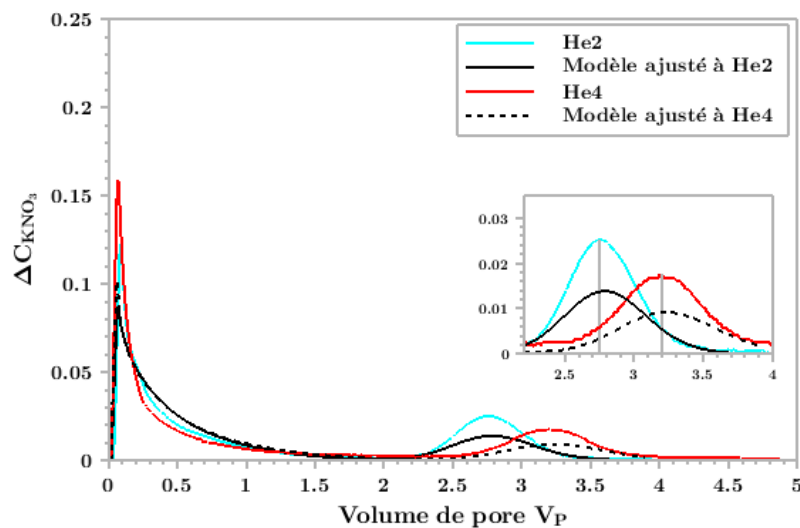 0.25
0.2
0.15
0.1
0.05
0
ΔC_KNO₃
He2
Modèle ajusté à He2
He4
Modèle ajusté à He4
0.03
0.02
0.01
0
2.5 3 3.5 4
0 0.5 1 1.5 2 2.5 3 3.5 4 4.5 5
Volume de pore V_P